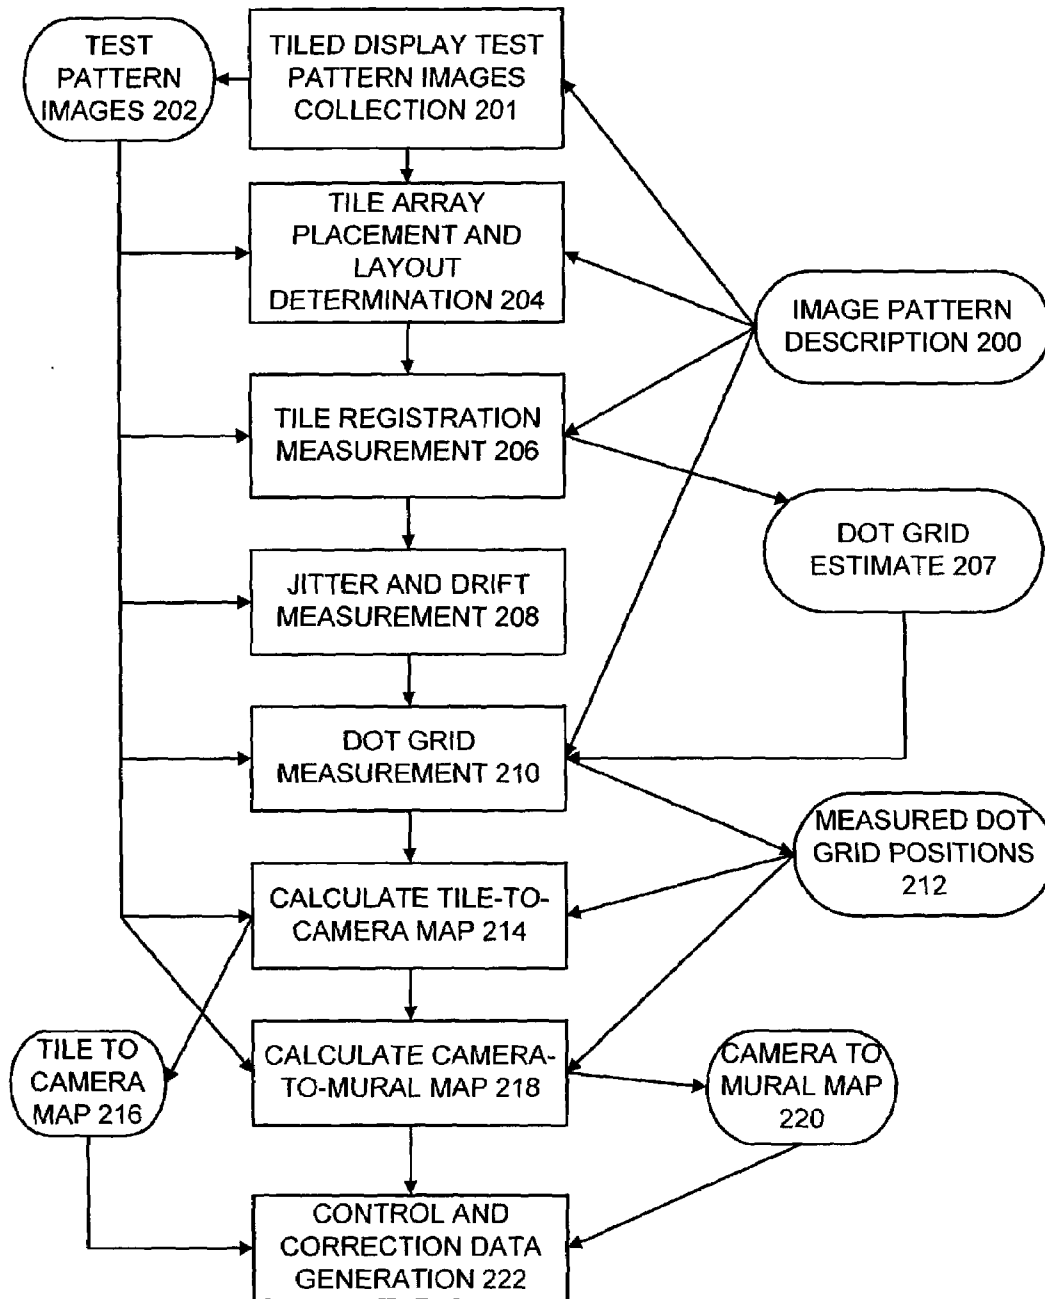 TEST
PATTERN
IMAGES 202
TILED DISPLAY TEST
PATTERN IMAGES
COLLECTION 201
TILE ARRAY
PLACEMENT AND
LAYOUT
DETERMINATION 204
IMAGE PATTERN
DESCRIPTION 200
TILE REGISTRATION
MEASUREMENT 206
DOT GRID
ESTIMATE 207
JITTER AND DRIFT
MEASUREMENT 208
DOT GRID
MEASUREMENT 210
MEASURED DOT
GRID POSITIONS
212
CALCULATE TILE-TO-
CAMERA MAP 214
TILE TO
CAMERA
MAP 216
CALCULATE CAMERA-
TO-MURAL MAP 218
CAMERA TO
MURAL MAP
220
CONTROL AND
CORRECTION DATA
GENERATION 222